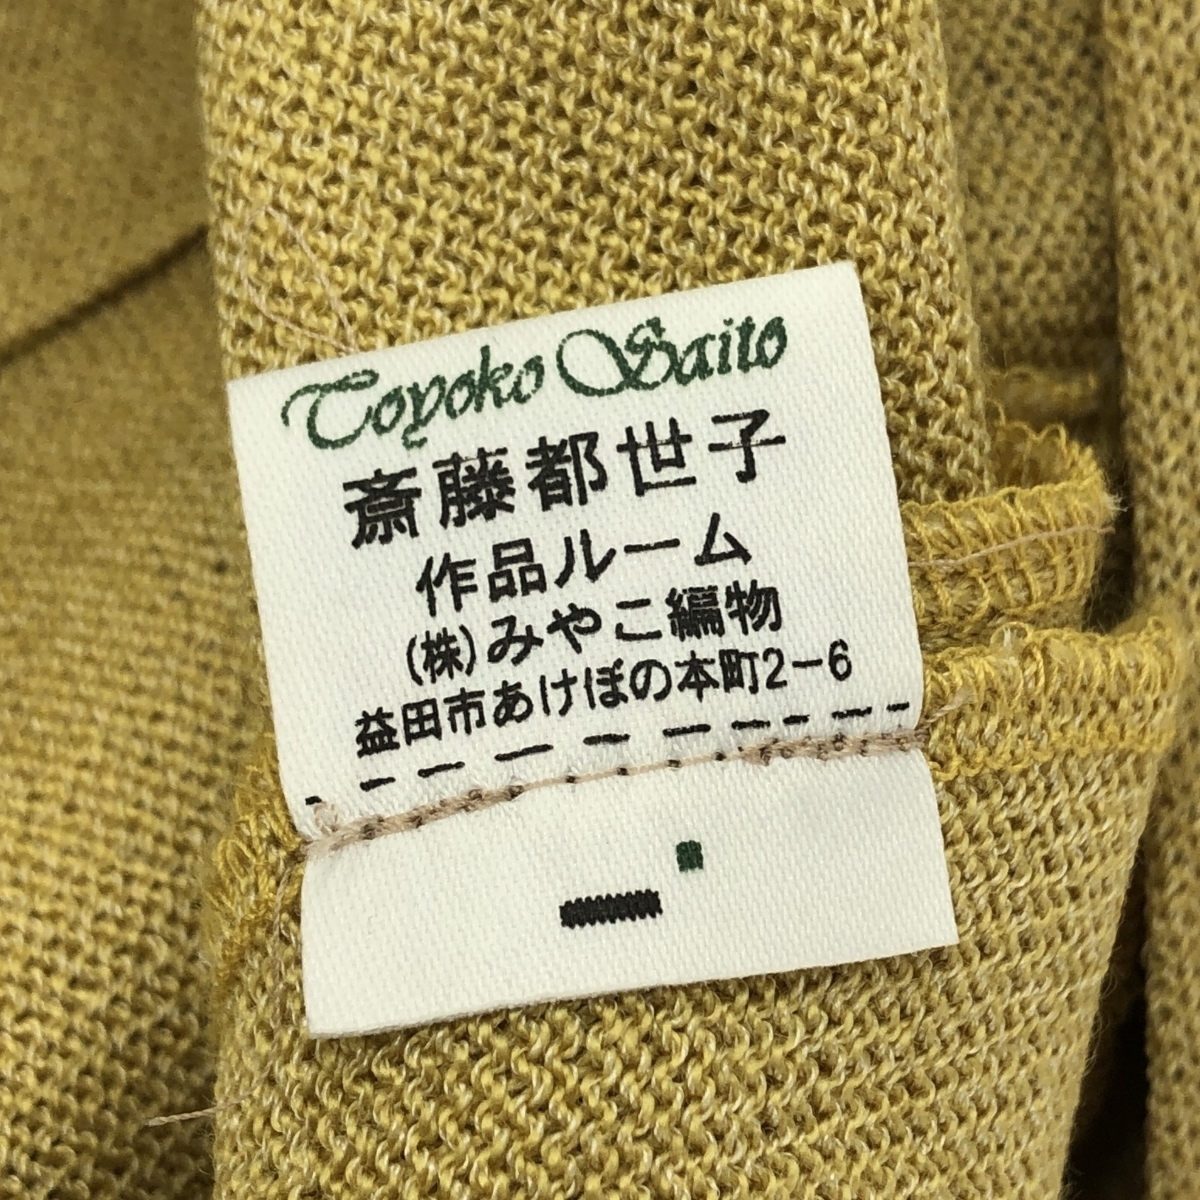 Toyoko Saito
斎藤都世子
作品ルーム
(株)みやこ編物
益田市あけぼの本町2-6